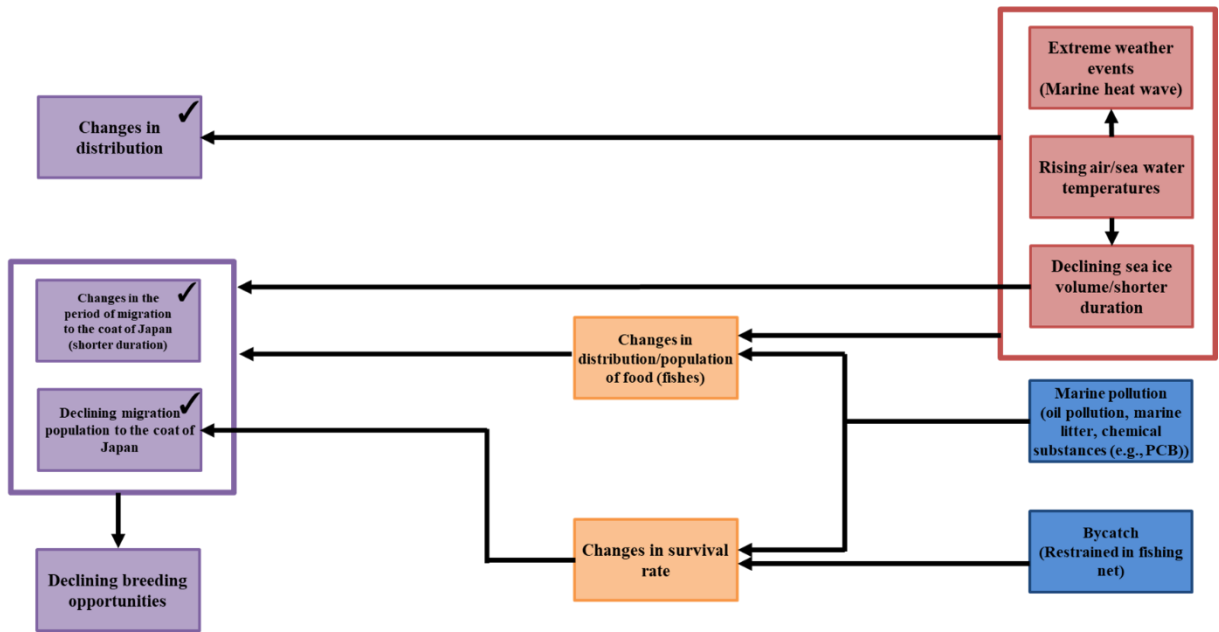 Extreme weather
events
(Marine heat wave)
Changes in
distribution
Rising air/sea water
temperatures
Declining sea ice
volume/shorter
duration
Changes in the
period of migration
to the coat of Japan
(shorter duration)
Changes in
distribution/population
of food (fishes)
Declining migration
population to the coat of
Japan
Marine pollution
(oil pollution, marine
litter, chemical
substances (e.g., PCB))
Changes in survival
rate
Bycatch
(Restrained in fishing
net)
Declining breeding
opportunities